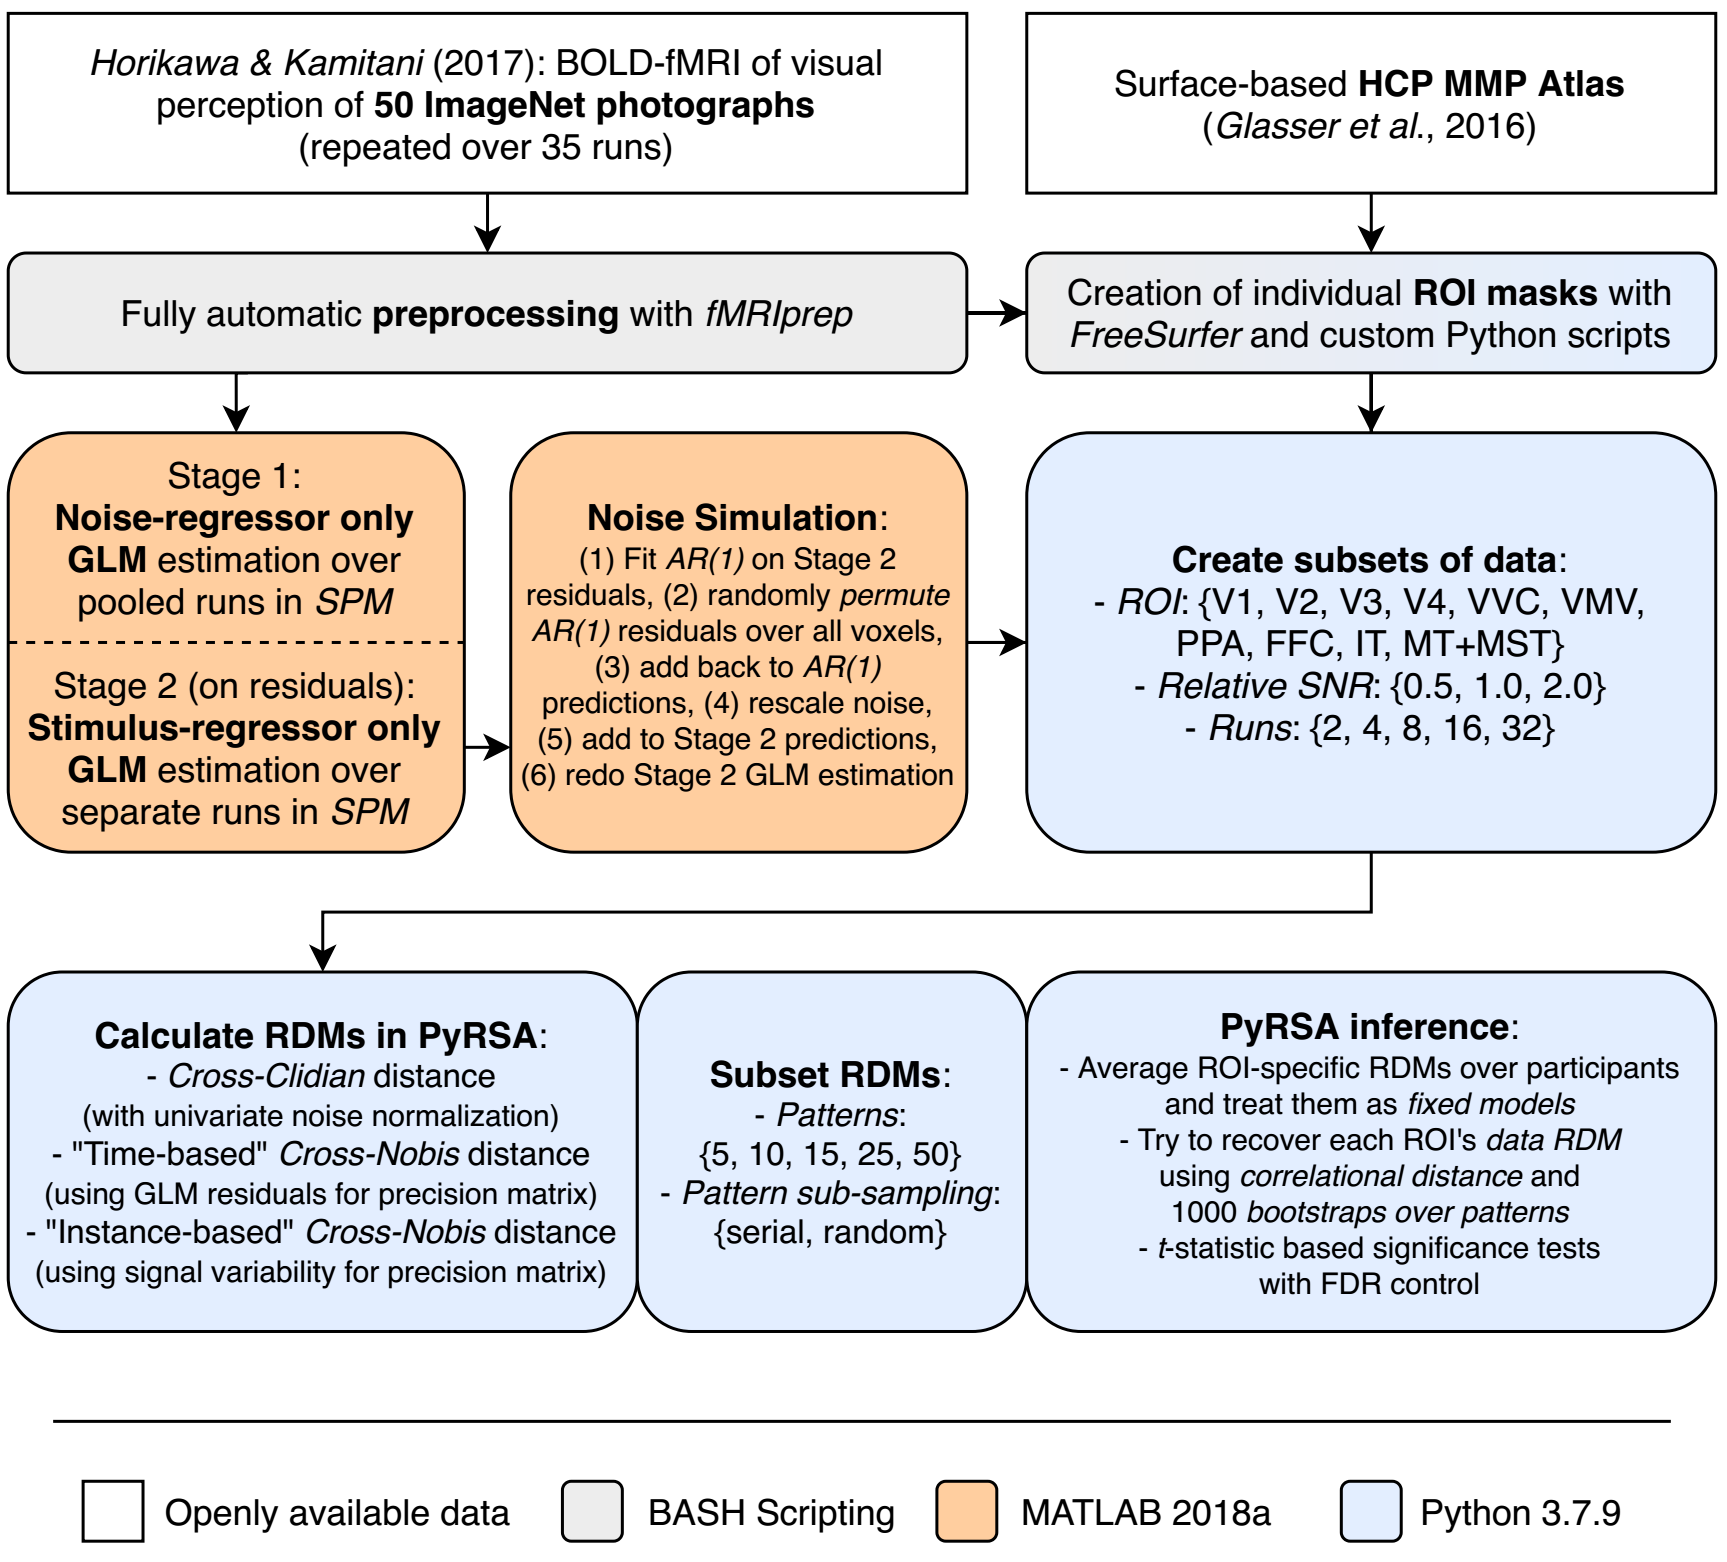 Horikawa & Kamitani (2017): BOLD-fMRI of visual
perception of 50 ImageNet photographs
(repeated over 35 runs)
Surface-based HCP MMP Atlas
(Glasser et al., 2016)
Fully automatic preprocessing with fMRIprep
Creation of individual ROI masks with
FreeSurfer and custom Python scripts
Stage 1:
Noise-regressor only
GLM estimation over
pooled runs in SPM
Stage 2 (on residuals):
Stimulus-regressor only
GLM estimation over
separate runs in SPM
Noise Simulation:
(1) Fit AR(1) on Stage 2
residuals, (2) randomly permute
AR(1) residuals over all voxels,
(3) add back to AR(1)
predictions, (4) rescale noise,
(5) add to Stage 2 predictions,
(6) redo Stage 2 GLM estimation
Create subsets of data:
- ROI: {V1, V2, V3, V4, VVC, VMV,
PPA, FFC, IT, MT+MST}
- Relative SNR: {0.5, 1.0, 2.0}
- Runs: {2, 4, 8, 16, 32}
Calculate RDMs in PyRSA:
- Cross-Clidian distance
(with univariate noise normalization)
- "Time-based" Cross-Nobis distance
(using GLM residuals for precision matrix)
- "Instance-based" Cross-Nobis distance
(using signal variability for precision matrix)
Subset RDMs:
- Patterns:
{5, 10, 15, 25, 50}
- Pattern sub-sampling:
{serial, random}
PyRSA inference:
- Average ROI-specific RDMs over participants
and treat them as fixed models
- Try to recover each ROI's data RDM
using correlational distance and
1000 bootstraps over patterns
- t-statistic based significance tests
with FDR control
Openly available data
BASH Scripting
MATLAB 2018a
Python 3.7.9